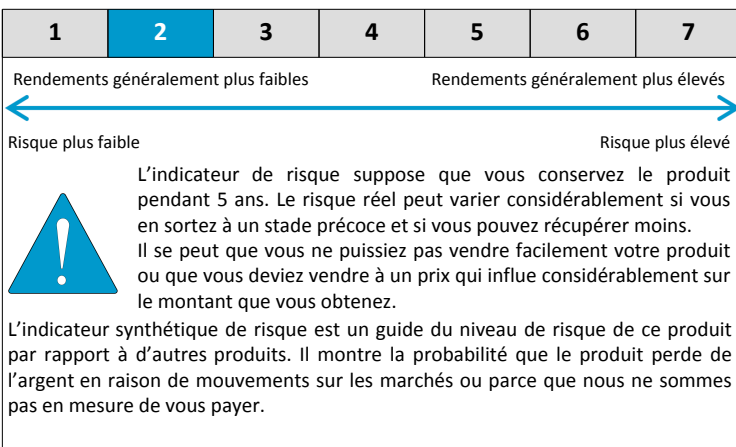 1 2 3 4 5 6 7
Rendements généralement plus faibles Rendements généralement plus élevés
Risque plus faible Risque plus élevé
L’indicateur de risque suppose que vous conservez le produit
pendant 5 ans. Le risque réel peut varier considérablement si vous
en sortez à un stade précoce et si vous pouvez récupérer moins.
Il se peut que vous ne puissiez pas vendre facilement votre produit
ou que vous deviez vendre à un prix qui influe considérablement sur
le montant que vous obtenez.
L’indicateur synthétique de risque est un guide du niveau de risque de ce produit
par rapport à d’autres produits. Il montre la probabilité que le produit perde de
l’argent en raison de mouvements sur les marchés ou parce que nous ne sommes
pas en mesure de vous payer.